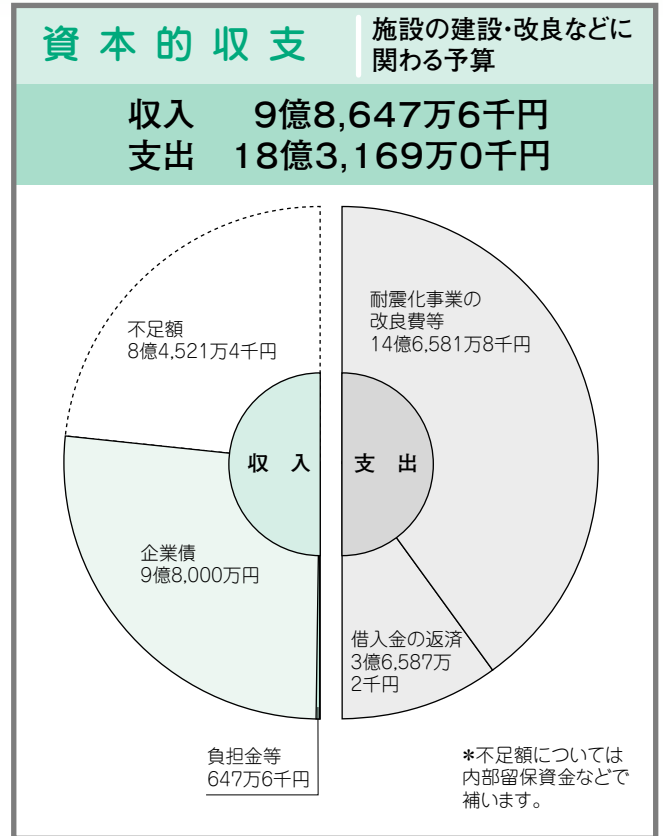 資本的収支
施設の建設・改良などに
関わる予算
収入 9億8,647万6千円
支出 18億3,169万0千円
不足額
8億4,521万4千円
耐震化事業の
改良費等
14億6,581万8千円
収入
支出
企業債
9億8,000万円
借入金の返済
3億6,587万
2千円
負担金等
647万6千円
*不足額については
内部留保資金などで
補います。